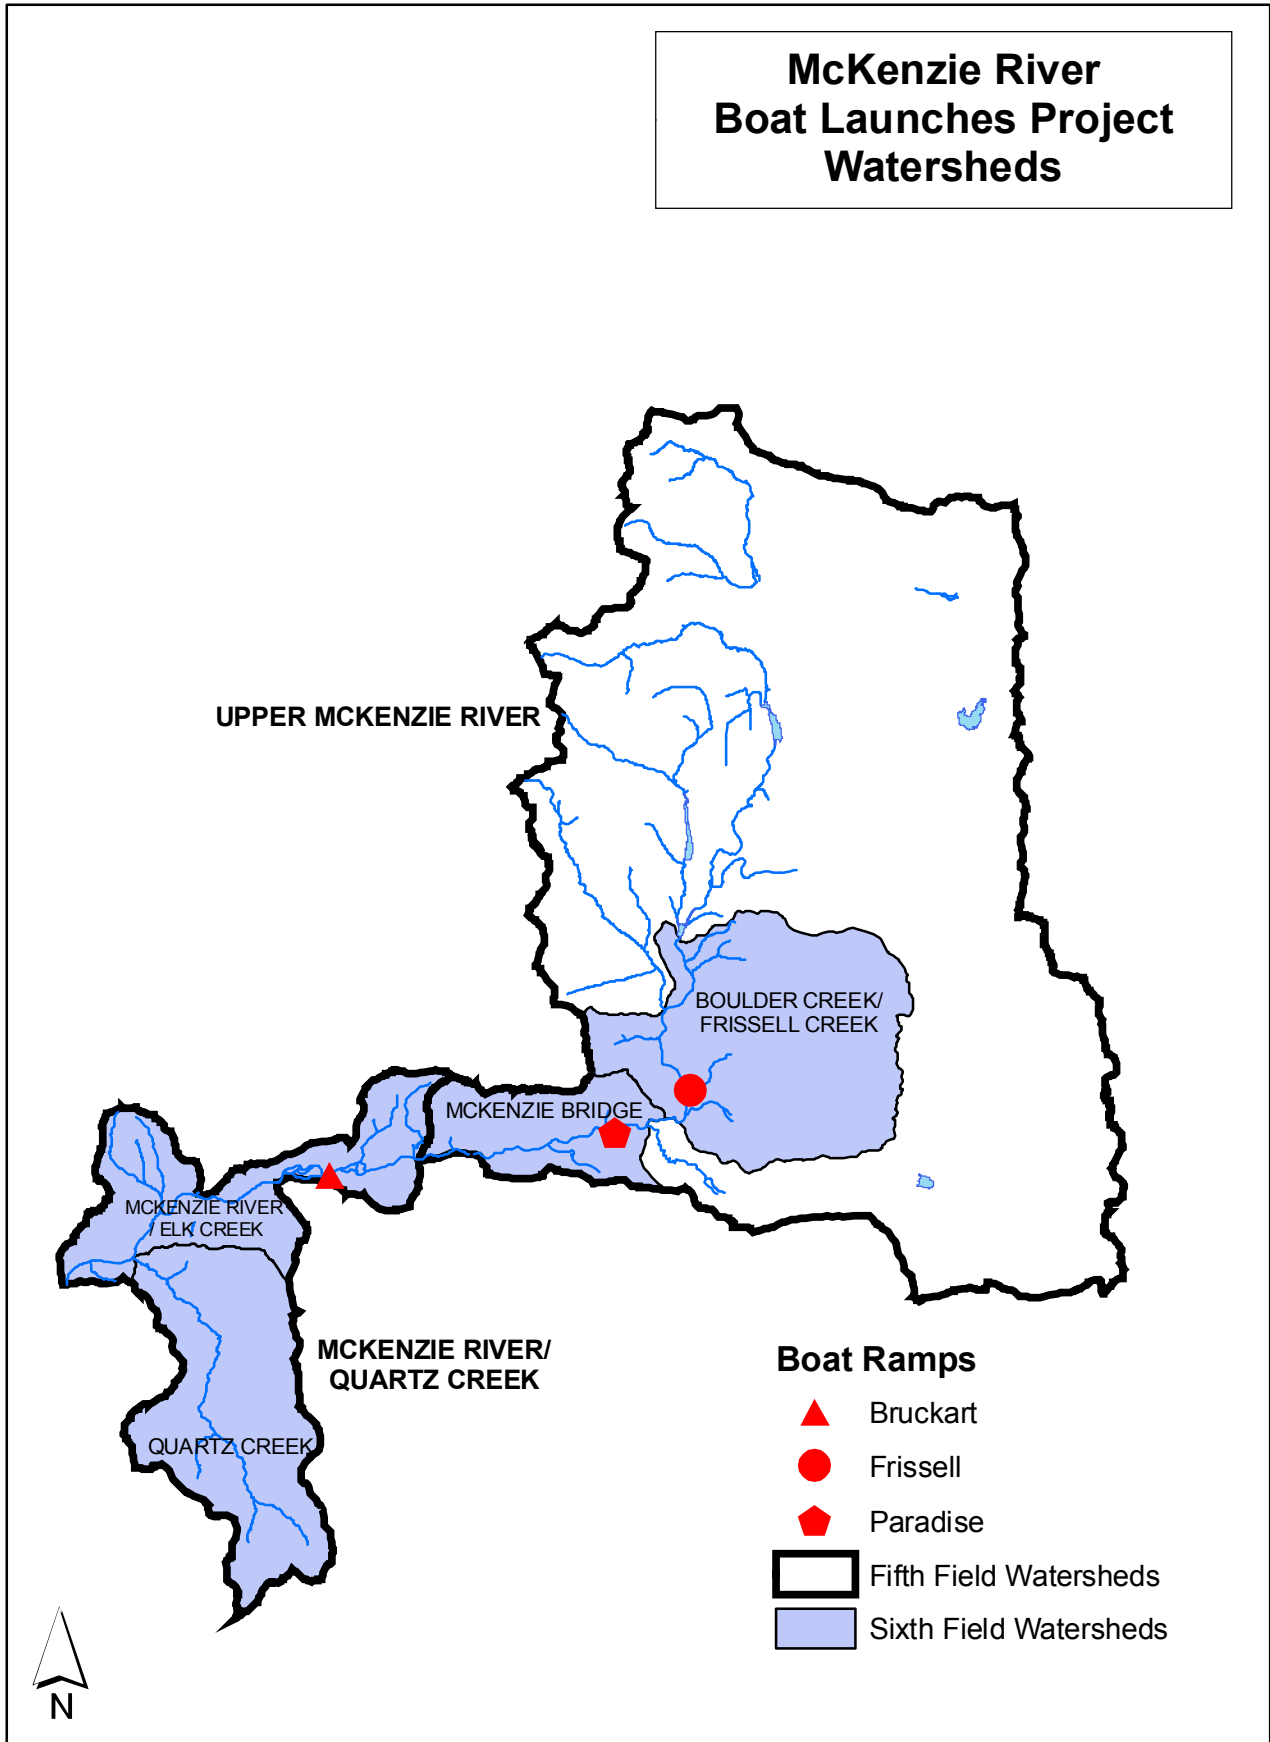 McKenzie River
Boat Launches Project
Watersheds
UPPER MCKENZIE RIVER
BOULDER CREEK/
FRISSELL CREEK
MCKENZIE BRIDGE
MCKENZIE RIVER
/ ELK CREEK
MCKENZIE RIVER/
QUARTZ CREEK
QUARTZ CREEK
Boat Ramps
Bruckart
Frissell
Paradise
Fifth Field Watersheds
Sixth Field Watersheds
N